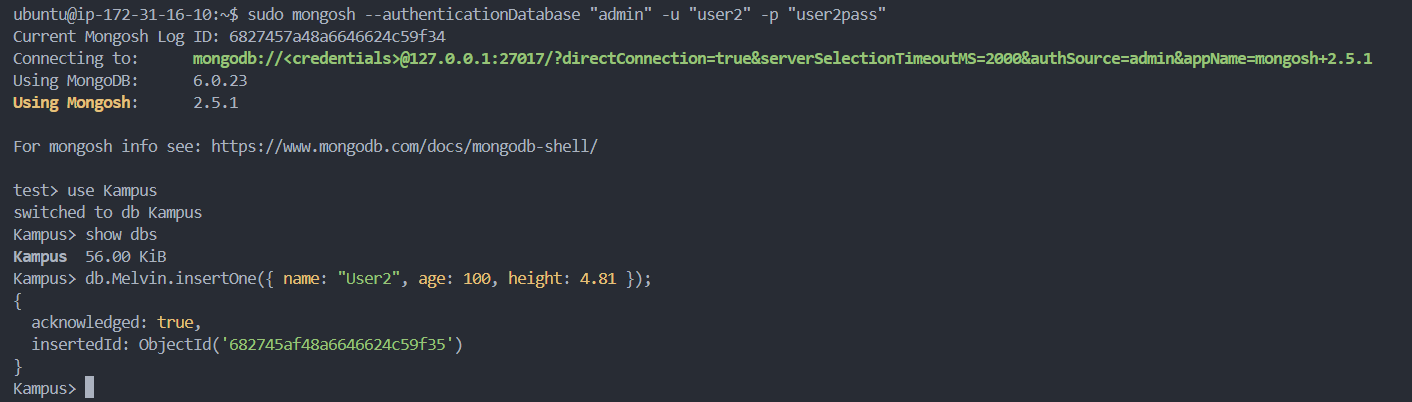 ubuntu@ip-172-31-16-10:~$ sudo mongosh --authenticationDatabase "admin" -u "user2" -p "user2pass"
Current Mongosh Log ID: 6827457a48a6646624c59f34
Connecting to:		mongodb://<credentials>@127.0.0.1:27017/?directConnection=true&serverSelectionTimeoutMS=2000&authSource=admin&appName=mongosh+2.5.1
Using MongoDB:		6.0.23
Using Mongosh:		2.5.1
For mongosh info see: https://www.mongodb.com/docs/mongodb-shell/
test> use Kampus
switched to db Kampus
Kampus> show dbs
Kampus  56.00 KiB
Kampus> db.Melvin.insertOne({ name: "User2", age: 100, height: 4.81 });
{
  acknowledged: true,
  insertedId: ObjectId('682745af48a6646624c59f35')
}
Kampus>